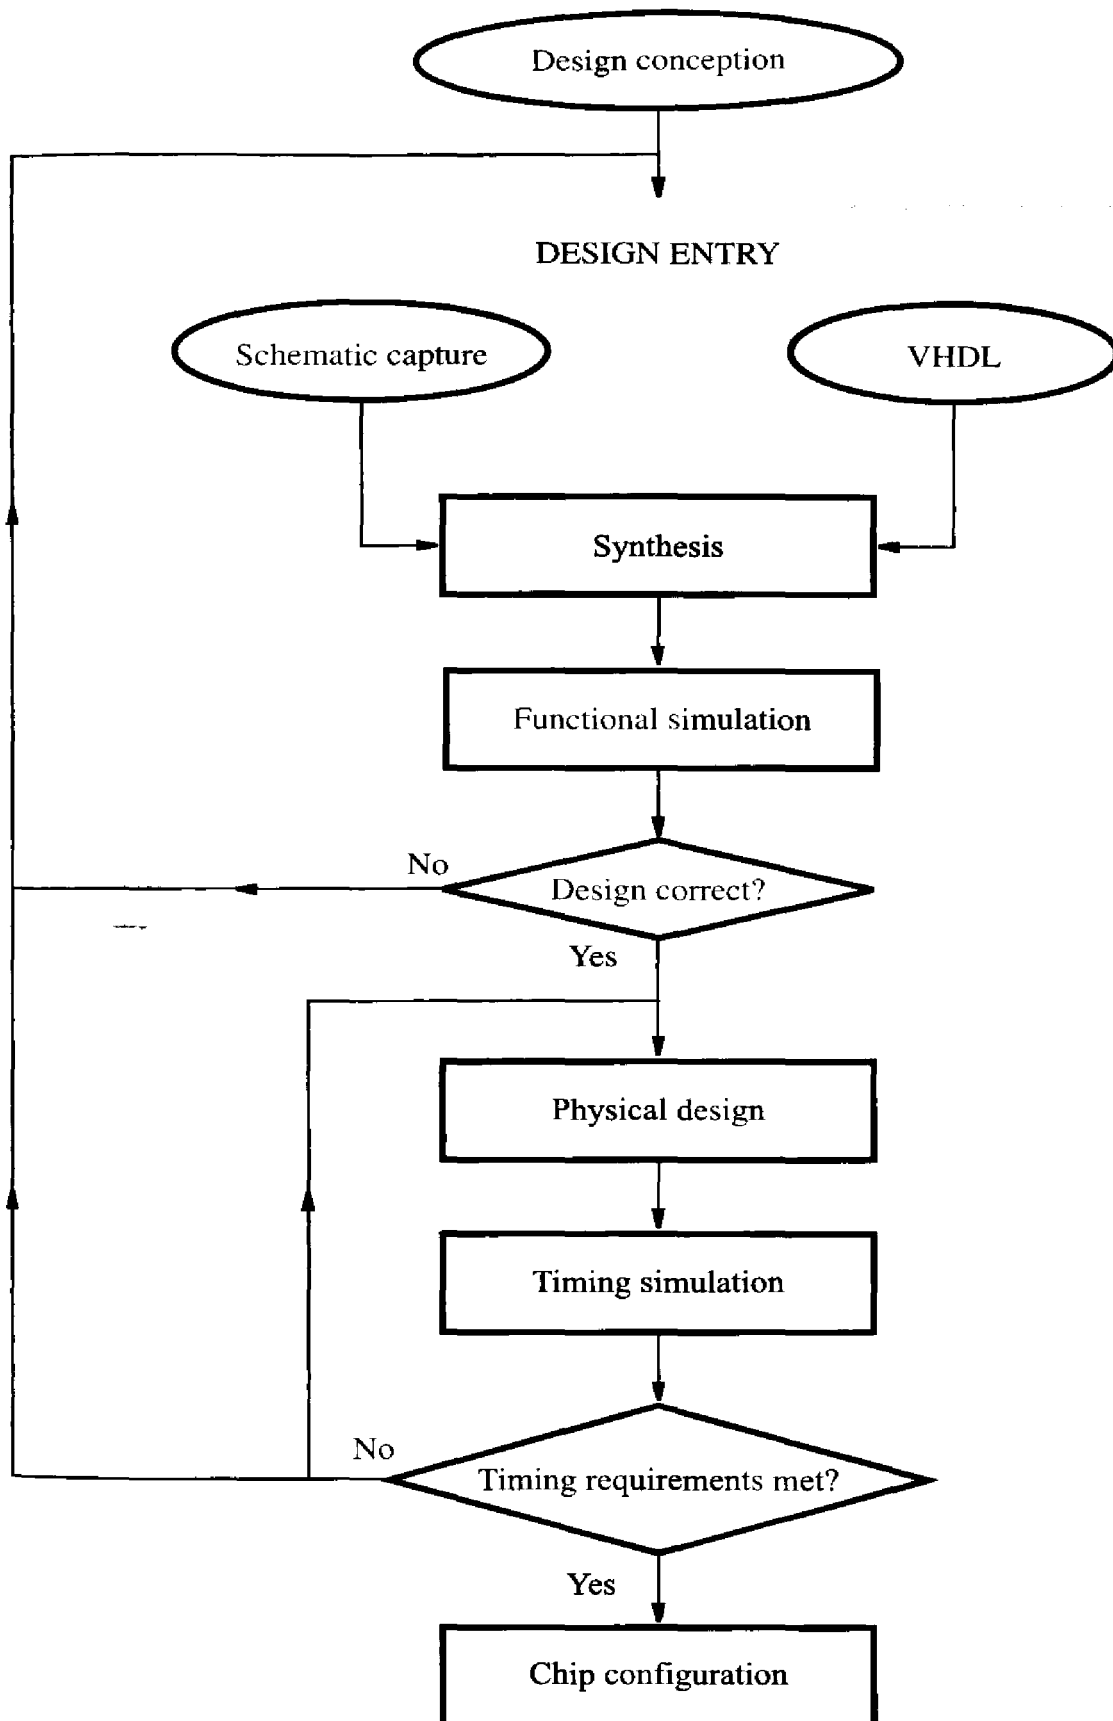 Design conception
DESIGN ENTRY
Schematic capture
VHDL
Synthesis
Functional simulation
No
Design correct?
Yes
Physical design
Timing simulation
No
Timing requirements met?
Yes
Chip configuration